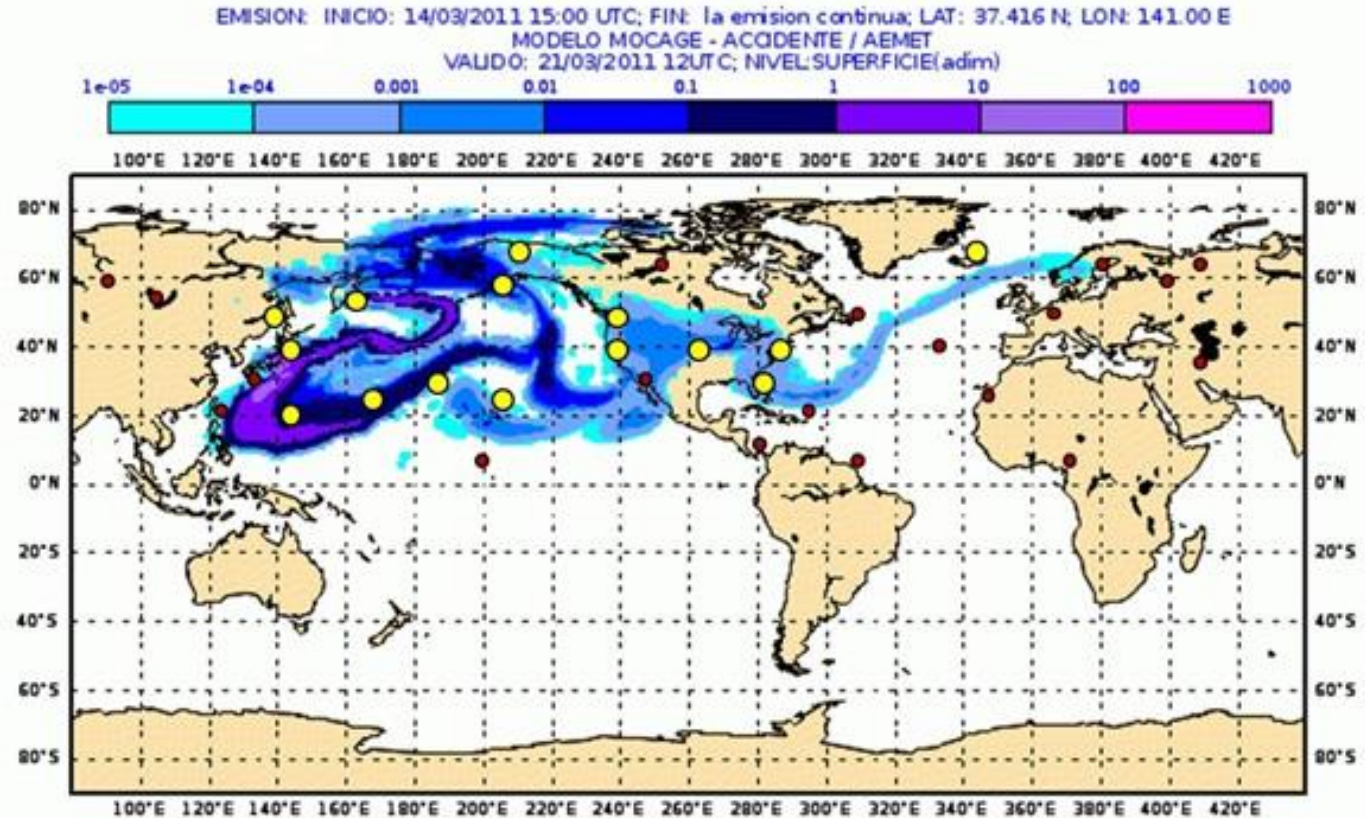 EMISION: INICIO: 14/03/2011 15:00 UTC; FIN: la emision continua; LAT: 37.416 N; LON: 141.00 E
MODELO MOCAGE - ACCIDENTE / AEMET
VALIDO: 21/03/2011 12UTC; NIVEL:SUPERFICIE(adim)
1e-05 1e-04 0.001 0.01 0.1 1 10 100 1000
100°E 120°E 140°E 160°E 180°E 200°E 220°E 240°E 260°E 280°E 300°E 320°E 340°E 360°E 380°E 400°E 420°E
80°N 80°N
60°N 60°N
40°N 40°N
20°N 20°N
0°N 0°N
20°S 20°S
40°S 40°S
60°S 60°S
80°S 80°S
100°E 120°E 140°E 160°E 180°E 200°E 220°E 240°E 260°E 280°E 300°E 320°E 340°E 360°E 380°E 400°E 420°E